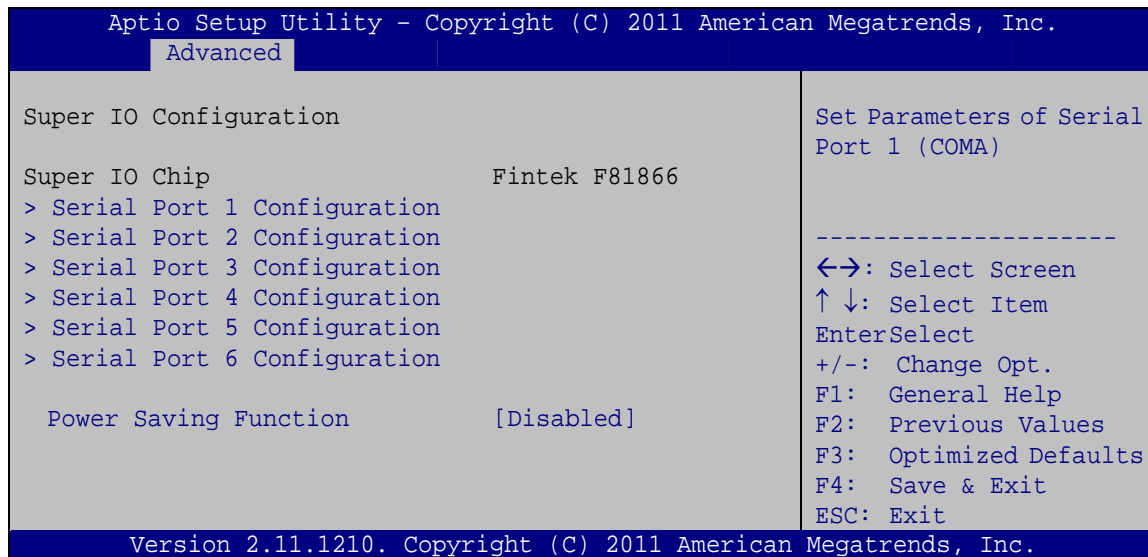 Aptio Setup Utility – Copyright (C) 2011 American Megatrends, Inc.
Advanced
Super IO Configuration
Super IO Chip Fintek F81866
> Serial Port 1 Configuration
> Serial Port 2 Configuration
> Serial Port 3 Configuration
> Serial Port 4 Configuration
> Serial Port 5 Configuration
> Serial Port 6 Configuration
Power Saving Function [Disabled]
Set Parameters of Serial
Port 1 (COMA)
---------------------
←→: Select Screen
↑ ↓: Select Item
EnterSelect
+/-: Change Opt.
F1: General Help
F2: Previous Values
F3: Optimized Defaults
F4: Save & Exit
ESC: Exit
Version 2.11.1210. Copyright (C) 2011 American Megatrends, Inc.